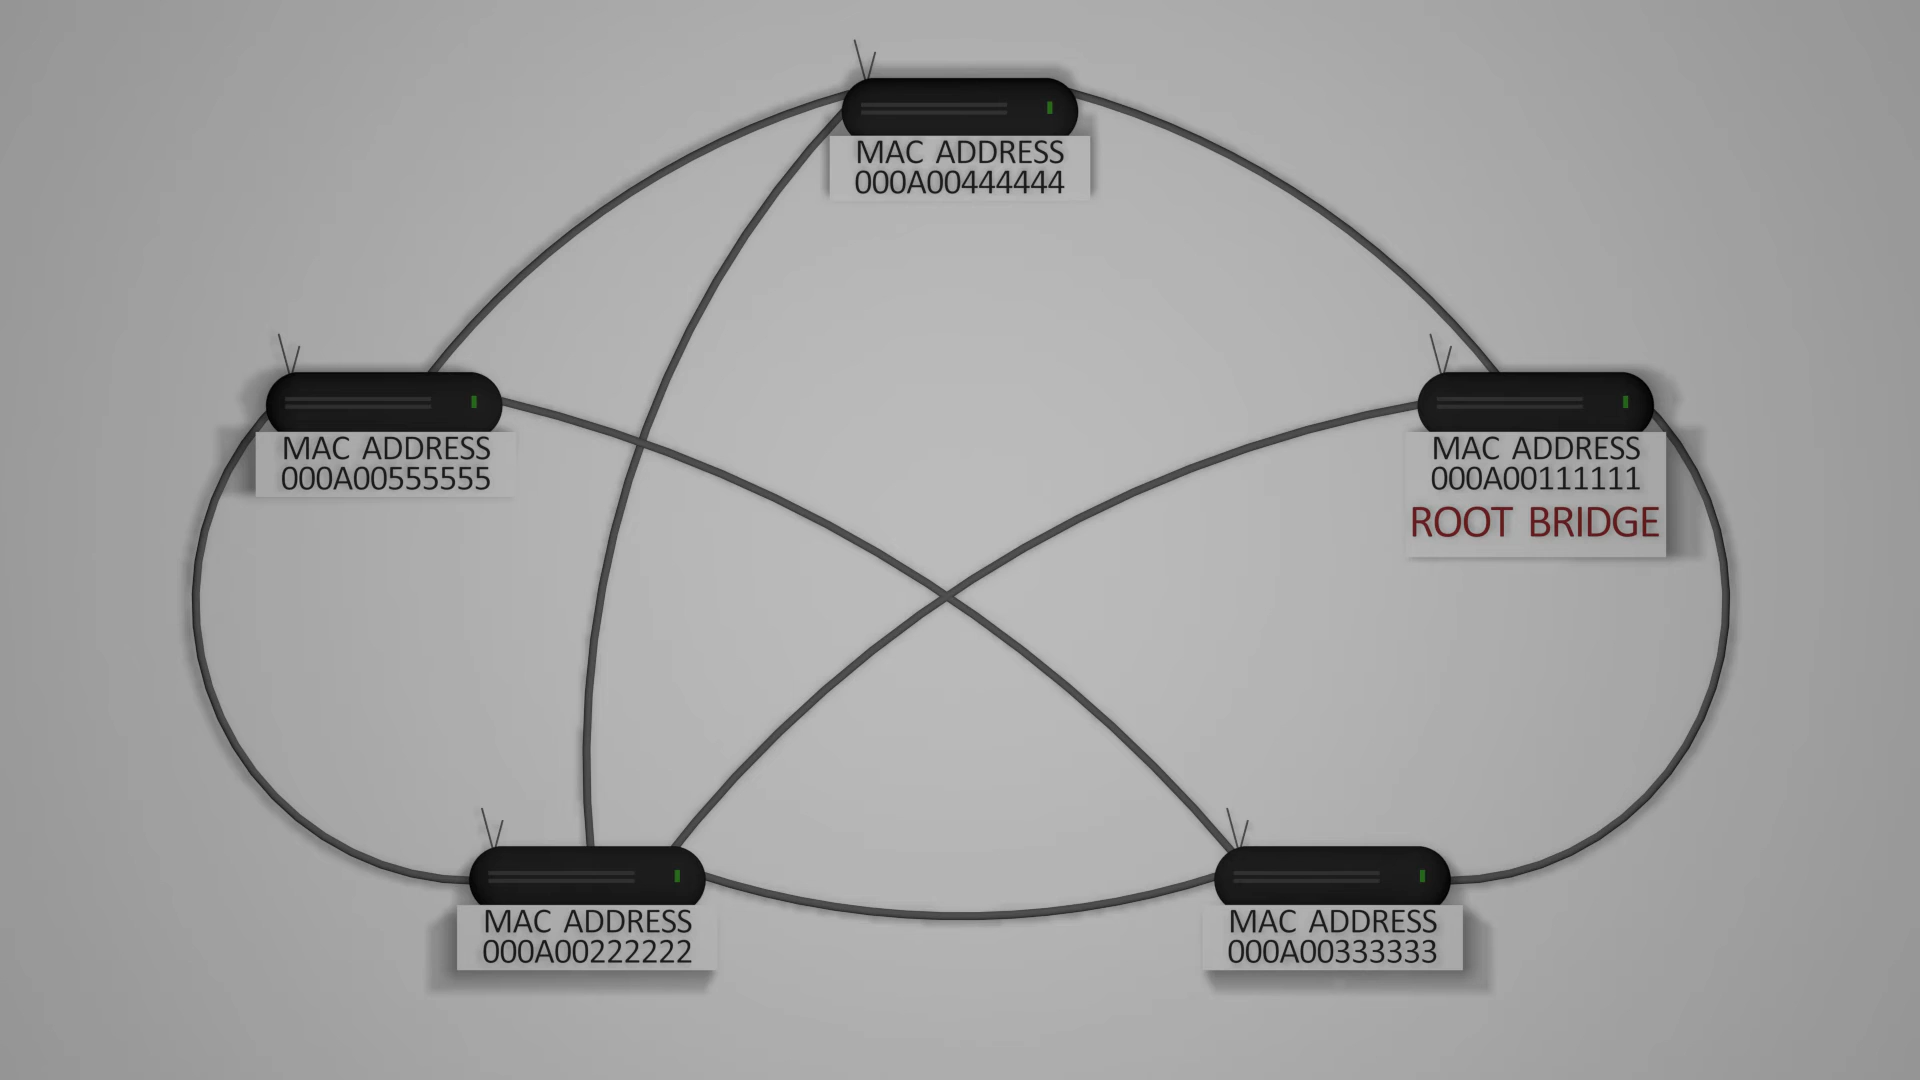 MAC ADDRESS
000A00444444
MAC ADDRESS
000A00555555
MAC ADDRESS
000A00111111
ROOT BRIDGE
MAC ADDRESS
000A00222222
MAC ADDRESS
000A00333333